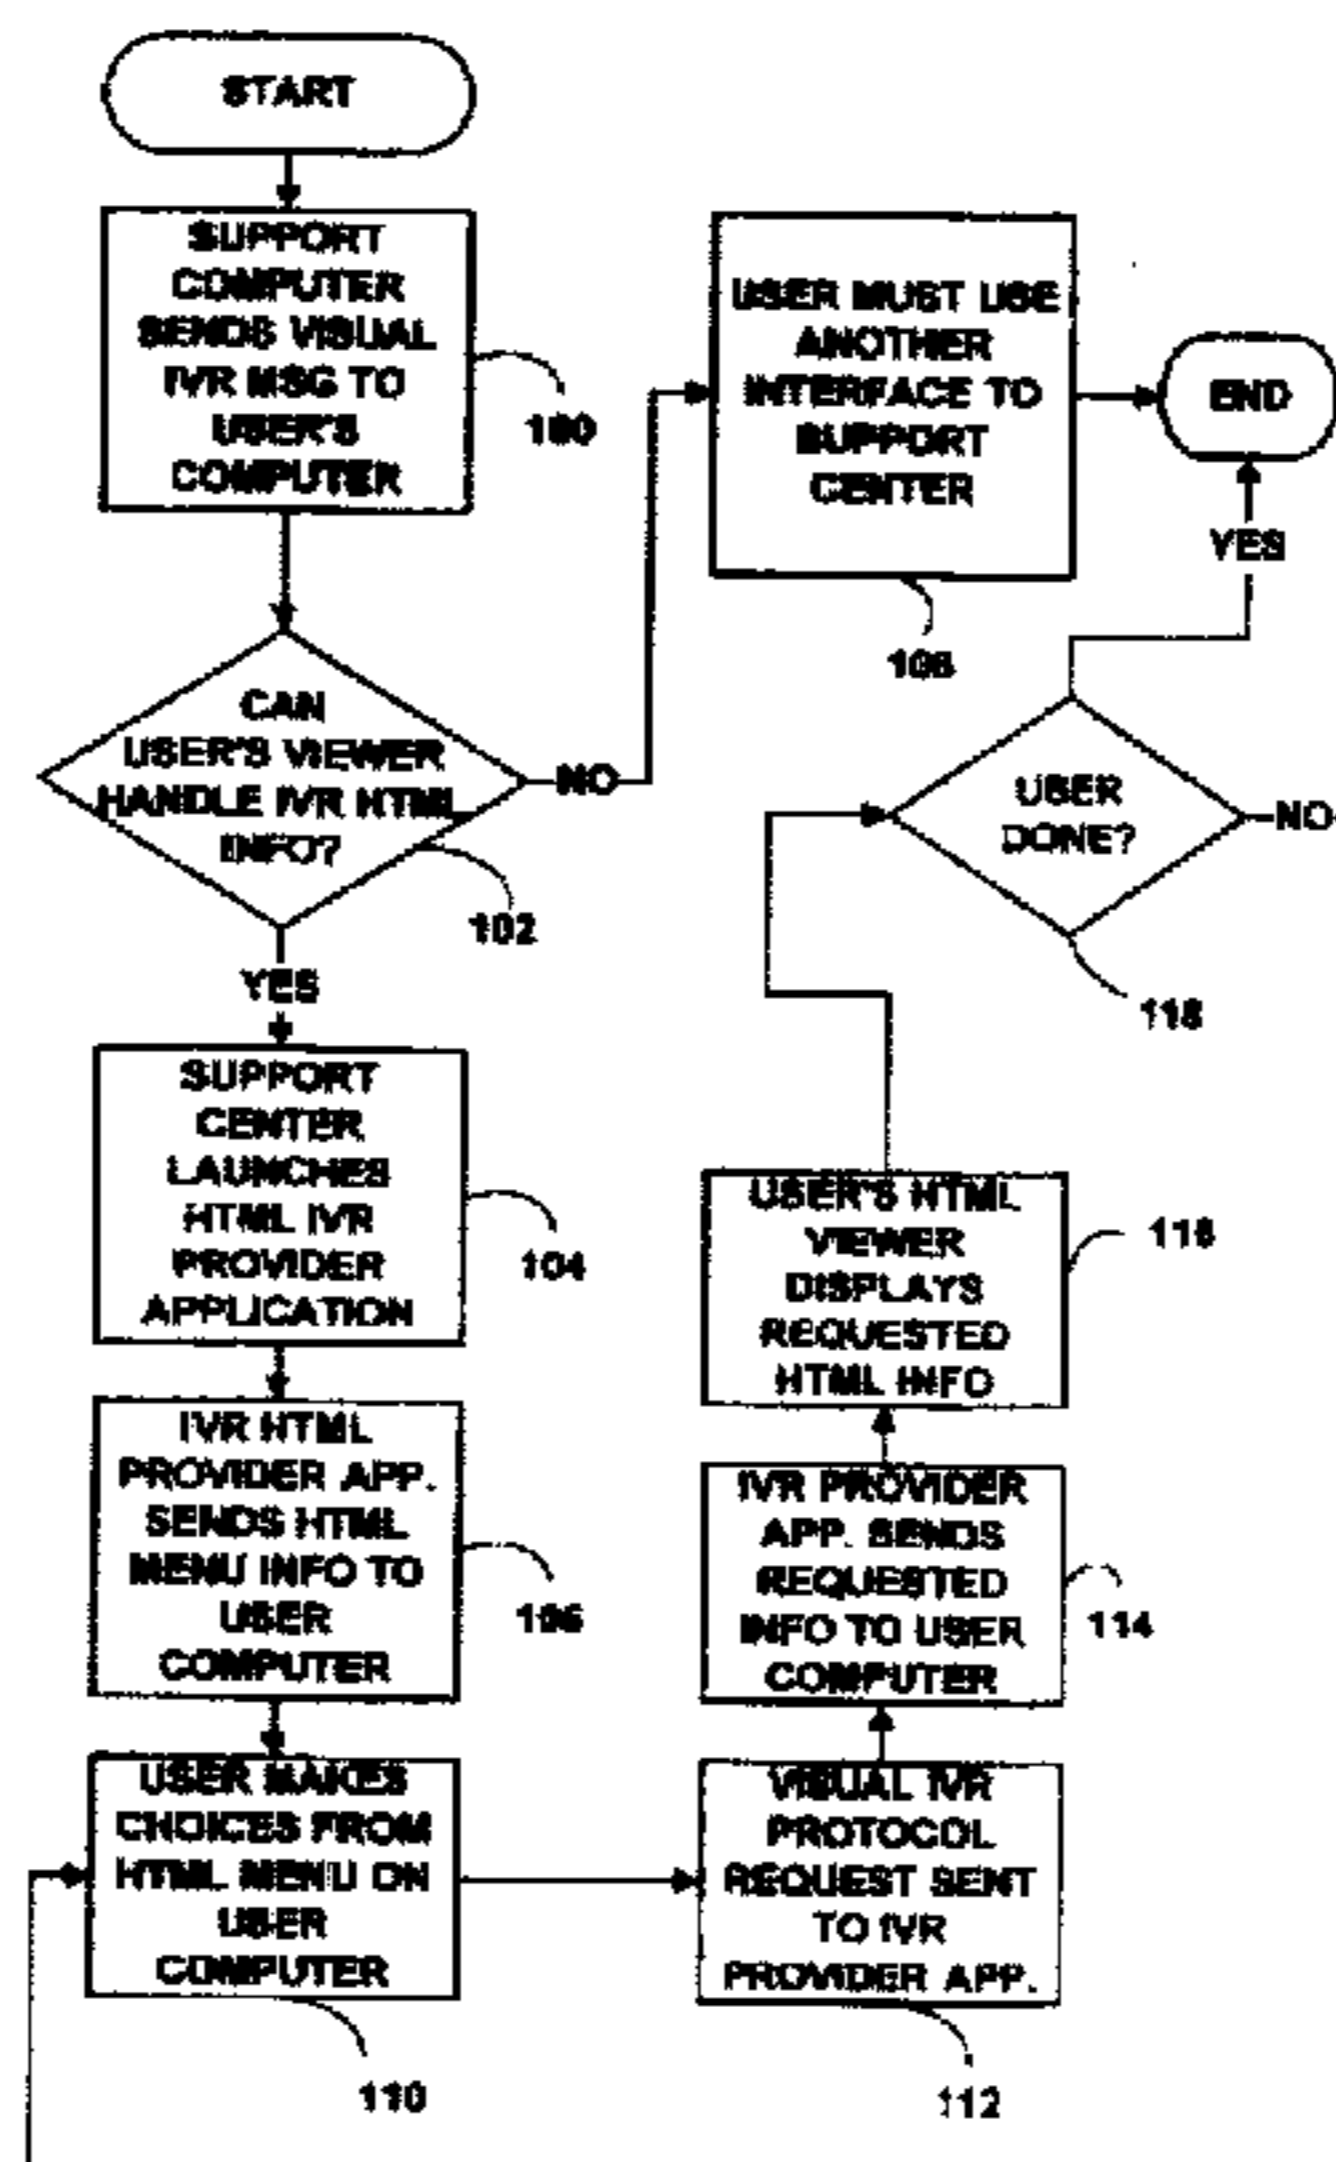 START
SUPPORT
COMPUTER
SENDS VISUAL
IVR MSG TO
USER'S
COMPUTER
100
CAN
USER'S VIEWER
HANDLE IVR HTML
INFO?
102
NO
YES
USER MUST USE
ANOTHER
INTERFACE TO
SUPPORT
CENTER
108
END
YES
USER
DONE?
NO
118
SUPPORT
CENTER
LAUNCHES
HTML IVR
PROVIDER
APPLICATION
104
IVR HTML
PROVIDER APP.
SENDS HTML
MENU INFO TO
USER
COMPUTER
106
USER MAKES
CHOICES FROM
HTML MENU ON
USER
COMPUTER
110
USER'S HTML
VIEWER
DISPLAYS
REQUESTED
HTML INFO
116
IVR PROVIDER
APP. SENDS
REQUESTED
INFO TO USER
COMPUTER
114
VISUAL IVR
PROTOCOL
REQUEST SENT
TO IVR
PROVIDER APP.
112